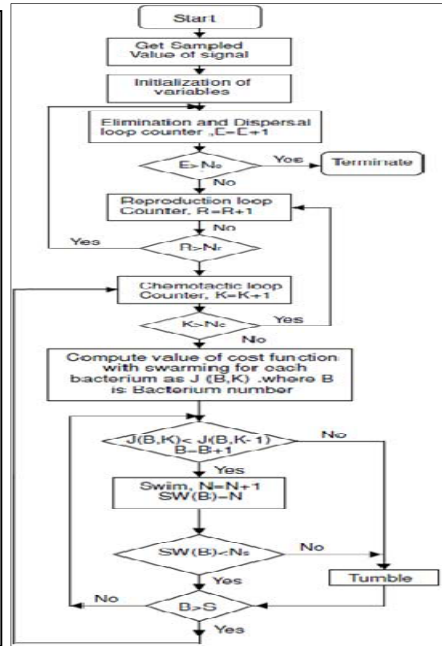 Start
Get Sampled
Value of signal
Initialization of
variables
Elimination and Dispersal
loop counter ,E=E+1
E>Ne
Yes
Terminate
No
Reproduction loop
Counter, R=R+1
No
Yes
R>Nr
Chemotactic loop
Counter, K=K+1
K>Nc
Yes
No
Compute value of cost function
with swarming for each
bacterium as J (B,K) .where B
is Bacterium number
J(B,K)< J(B,K-1)
B=B+1
No
Yes
Swim, N=N+1
SW(B)=N
SW(B)<Ns
No
Yes
Tumble
No
B>S
Yes